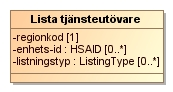 Lista tjänsteutövare
-regionkod [1]
-enhets-id : HSAID [0..*]
-listningstyp : ListingType [0..*]